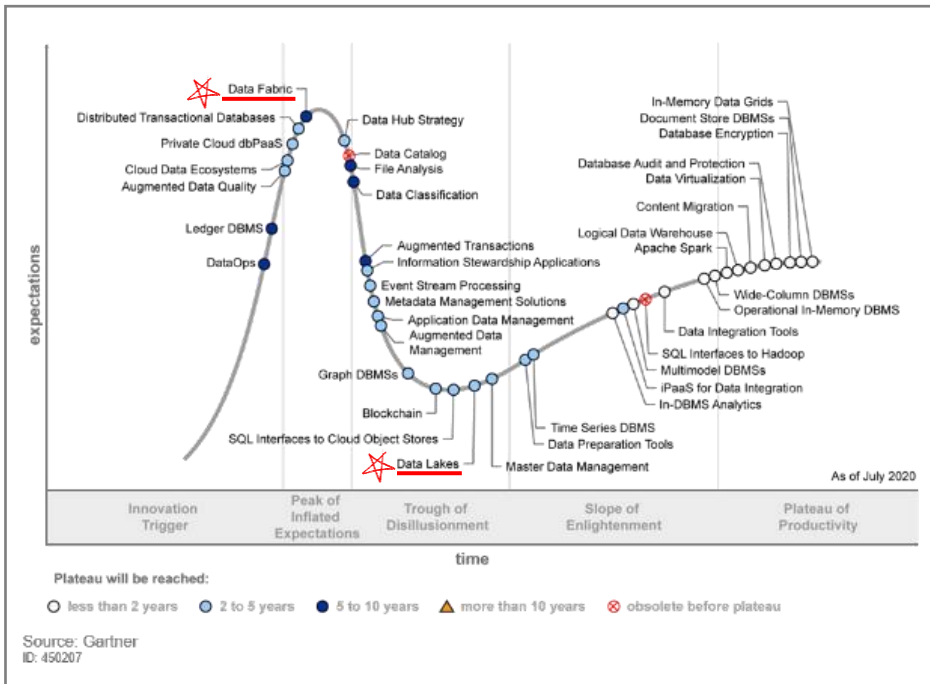 Data Fabric
Distributed Transactional Databases
Private Cloud dbPaaS
Cloud Data Ecosystems
Augmented Data Quality
Ledger DBMS
DataOps
Data Hub Strategy
Data Catalog
File Analysis
Data Classification
Augmented Transactions
Information Stewardship Applications
Event Stream Processing
Metadata Management Solutions
Application Data Management
Augmented Data
Management
Graph DBMSs
Blockchain
SQL Interfaces to Cloud Object Stores
Data Lakes
Master Data Management
Data Preparation Tools
Time Series DBMS
In-Memory Data Grids
Document Store DBMSs
Database Encryption
Database Audit and Protection
Data Virtualization
Content Migration
Logical Data Warehouse
Apache Spark
Wide-Column DBMSs
Operational In-Memory DBMS
Data Integration Tools
SQL Interfaces to Hadoop
Multimodel DBMSs
iPaaS for Data Integration
In-DBMS Analytics
As of July 2020
expectations
Innovation
Trigger
Peak of
Inflated
Expectations
Trough of
Disillusionment
Slope of
Enlightenment
Plateau of
Productivity
time
Plateau will be reached:
less than 2 years
2 to 5 years
5 to 10 years
more than 10 years
obsolete before plateau
Source: Gartner
ID: 450207